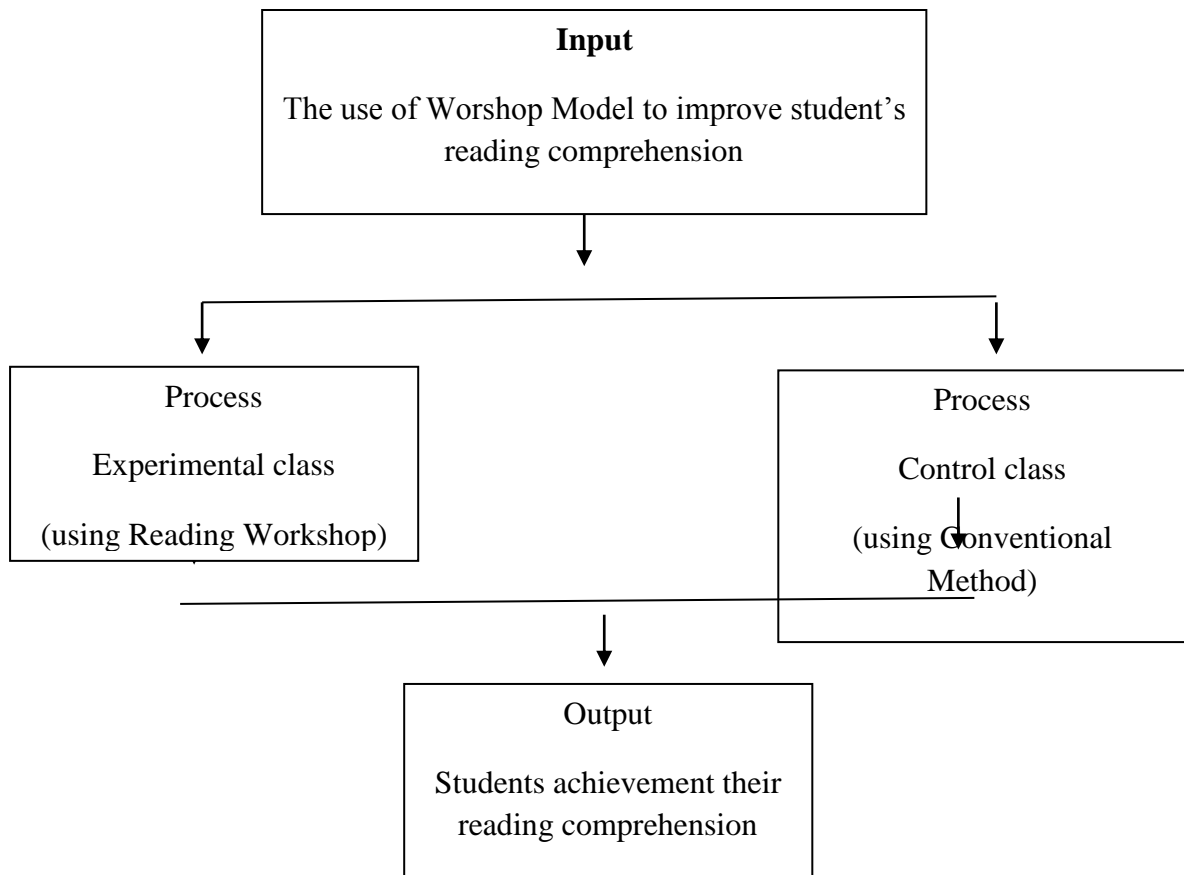 Input
The use of Worshop Model to improve student’s
reading comprehension
Process
Experimental class
(using Reading Workshop)
Process
Control class
(using Conventional
Method)
Output
Students achievement their
reading comprehension